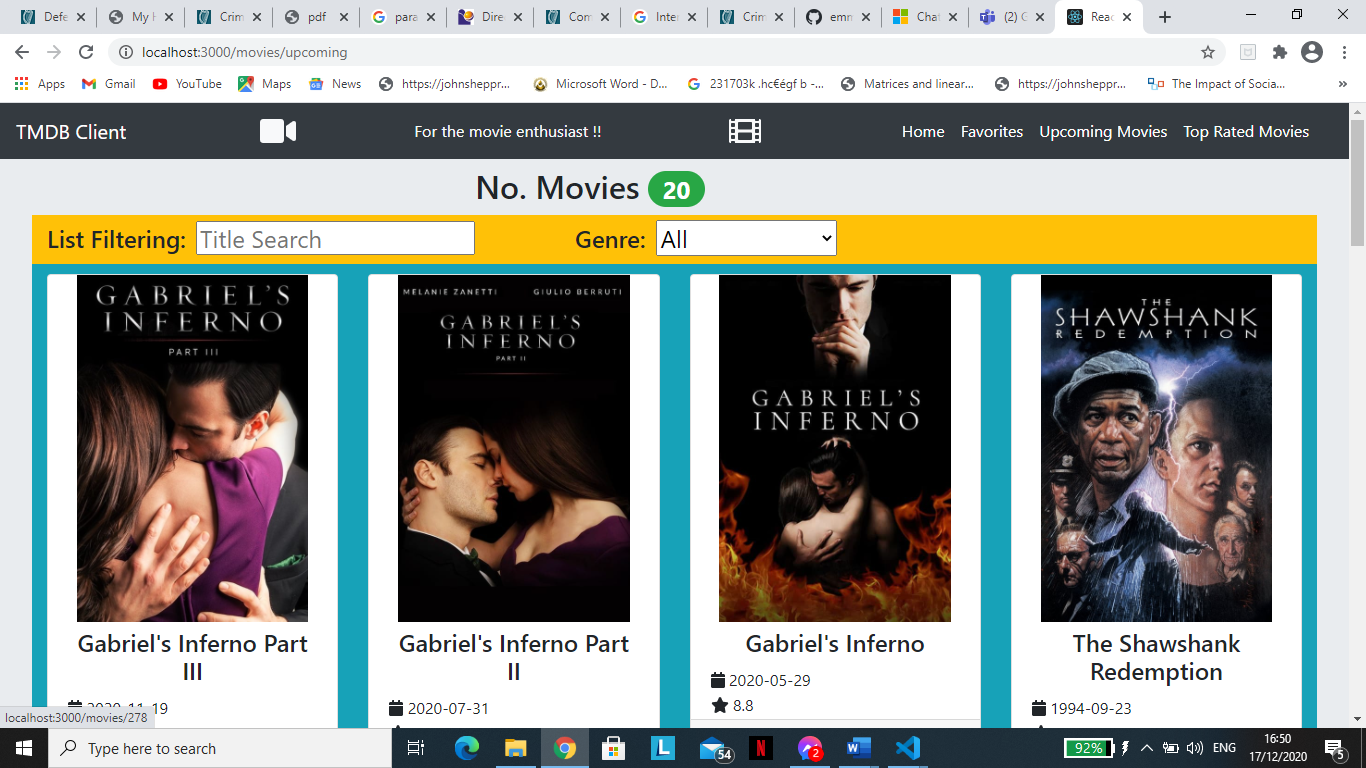 Defe
My H
Crim
pdf
para
Dire
Com
Inter
Crim
emn
Chat
(2) G
Reac
localhost:3000/movies/upcoming
Apps
Gmail
YouTube
Maps
News
https://johnsheppr...
Microsoft Word - D...
231703k .hc€égf b -...
Matrices and linear...
https://johnsheppr...
The Impact of Socia...
»
TMDB Client
For the movie enthusiast !!
Home
Favorites
Upcoming Movies
Top Rated Movies
No. Movies 20
List Filtering: Title Search
Genre: All
GABRIEL'S
INFERNO
PART III
MELANIE ZANETTI GIULIO BERRUTI
GABRIEL'S
INFERNO
PART II
GABRIEL'S
INFERNO
THE
SHAWSHANK
REDEMPTION
Gabriel's Inferno Part
III
2020-11-19
Gabriel's Inferno Part
II
2020-07-31
Gabriel's Inferno
2020-05-29
8.8
The Shawshank
Redemption
1994-09-23
localhost:3000/movies/278
Type here to search
L
54
N
2
W
92%
ENG
16:50
17/12/2020
5